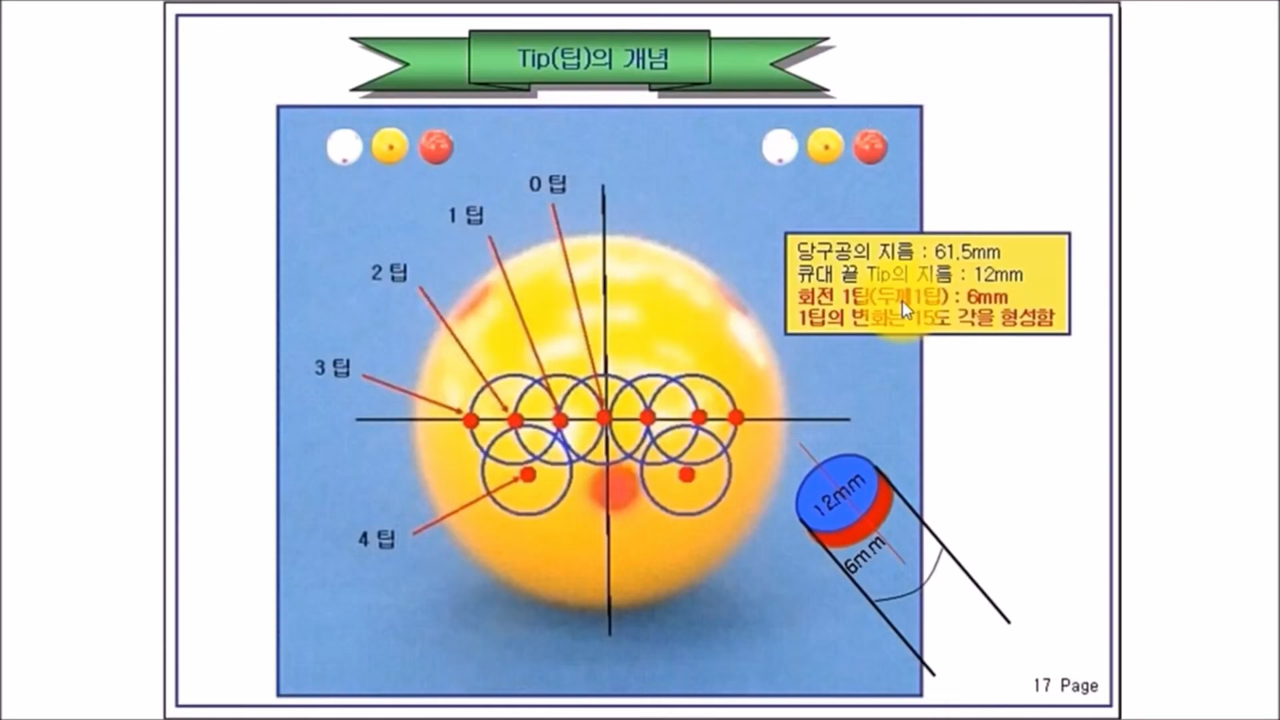 Tip(팁)의 개념
0 팁
1 팁
2 팁
3 팁
4 팁
당구공의 지름 : 61.5mm
큐대 끝 Tip의 지름 : 12mm
회전 1팁(두께1팁) : 6mm
1팁의 변화는 15도 각을 형성함
12mm
6mm
17 Page